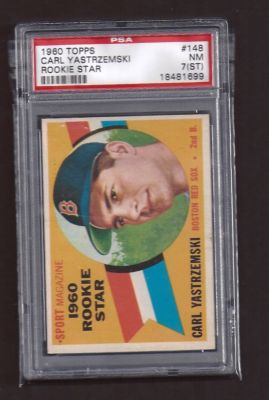 PSA
1960 TOPPS #148
CARL YASTRZEMSKI NM
ROOKIE STAR 7(ST)
18481699
•SPORT MAGAZINE
1960
ROOKIE
STAR
B
CARL YASTRZEMSKI
BOSTON RED SOX • 2nd B.